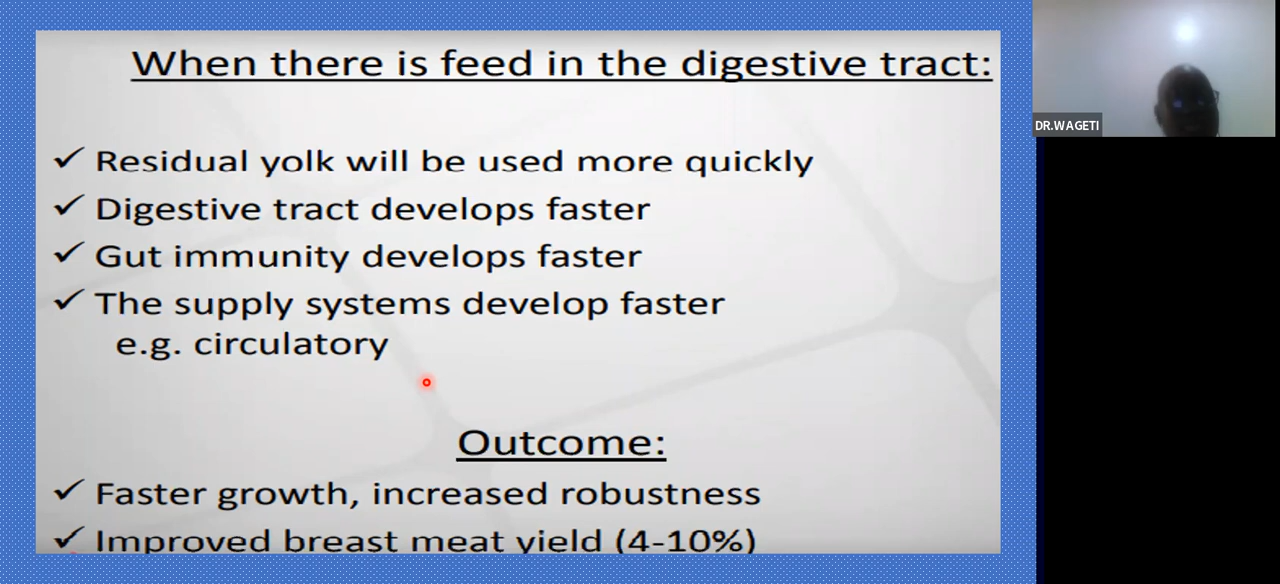 When there is feed in the digestive tract:
✓ Residual yolk will be used more quickly
✓ Digestive tract develops faster
✓ Gut immunity develops faster
✓ The supply systems develop faster
e.g. circulatory
Outcome:
✓ Faster growth, increased robustness
✓ Improved breast meat yield (4-10%)
DR.WAGETI